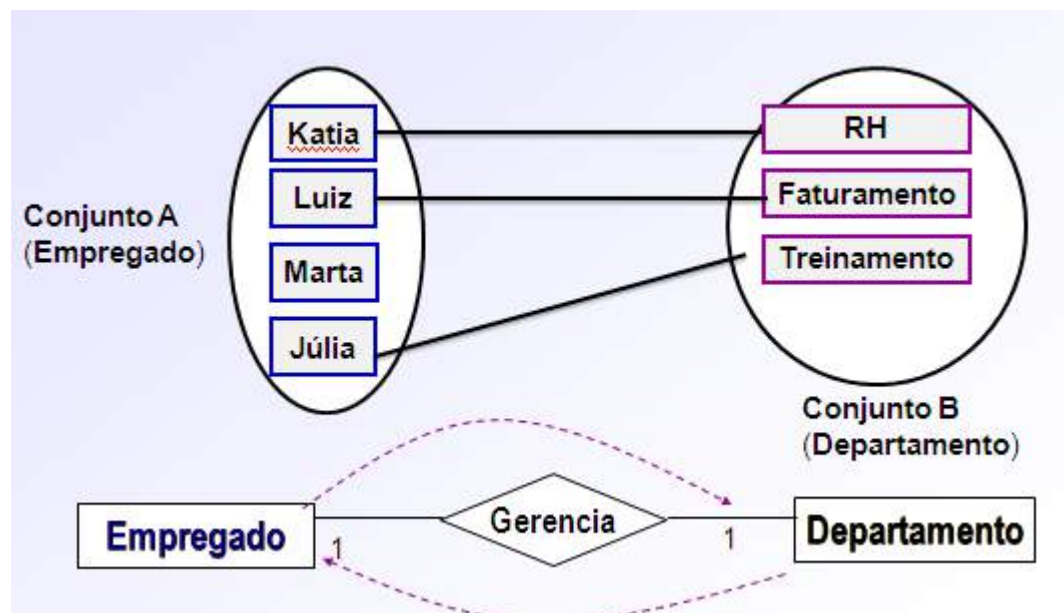 Katia
RH
Luiz
Faturamento
Conjunto A
(Empregado)
Marta
Treinamento
Júlia
Conjunto B
(Departamento)
Empregado
1
Gerencia
1
Departamento